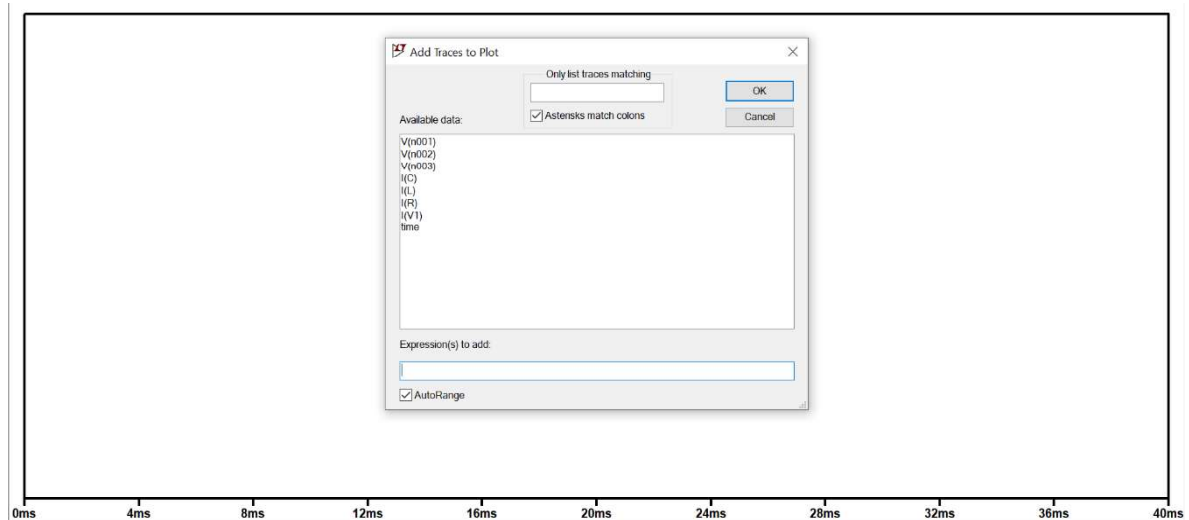 Add Traces to Plot
Only list traces matching
OK
Asterisks match colons
Cancel
Available data:
V(n001)
V(n002)
V(n003)
I(C)
I(L)
I(R)
I(V1)
time
Expression(s) to add:
AutoRange
0ms 4ms 8ms 12ms 16ms 20ms 24ms 28ms 32ms 36ms 40ms